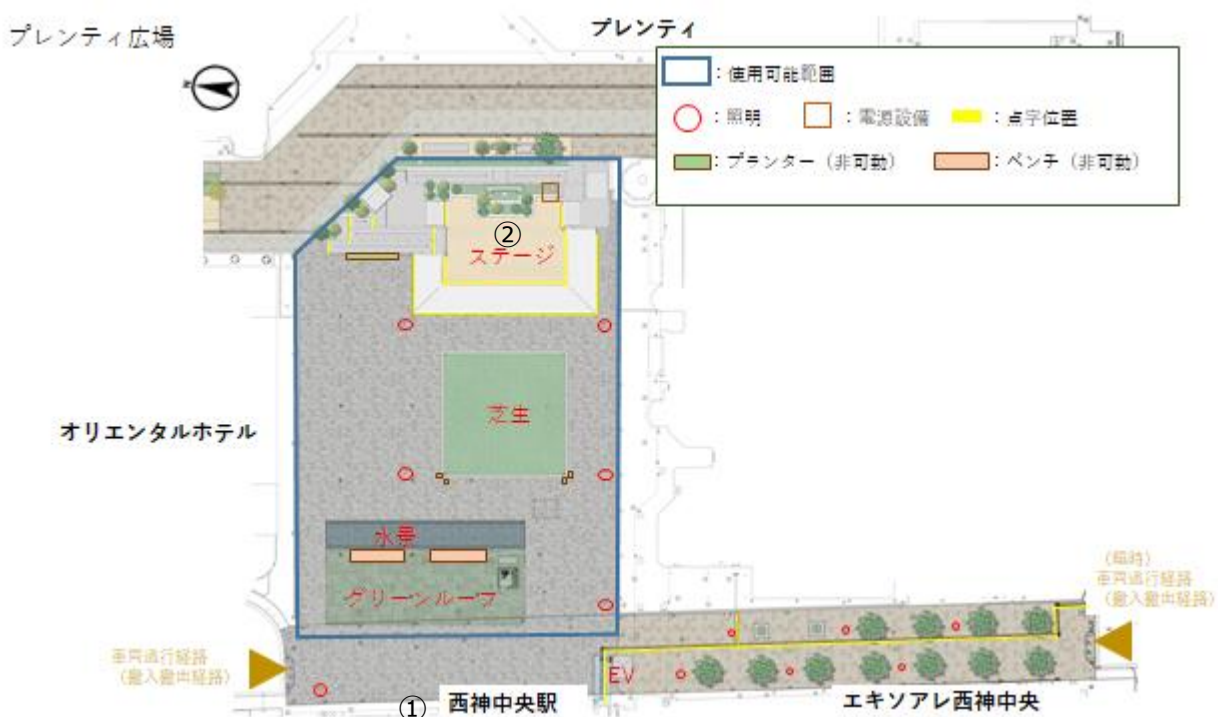 プレンティ広場
プレンティ
：使用可能範囲
：照明
：電源設備
：点字位置
：プランター（非可動）
：ベンチ（非可動）
②
ステージ
芝生
オリエンタルホテル
水景
グリーンルーフ
（臨時）
車両通行経路
（搬入搬出経路）
車両通行経路
（搬入搬出経路）
EV
①
西神中央駅
エキソアレ西神中央